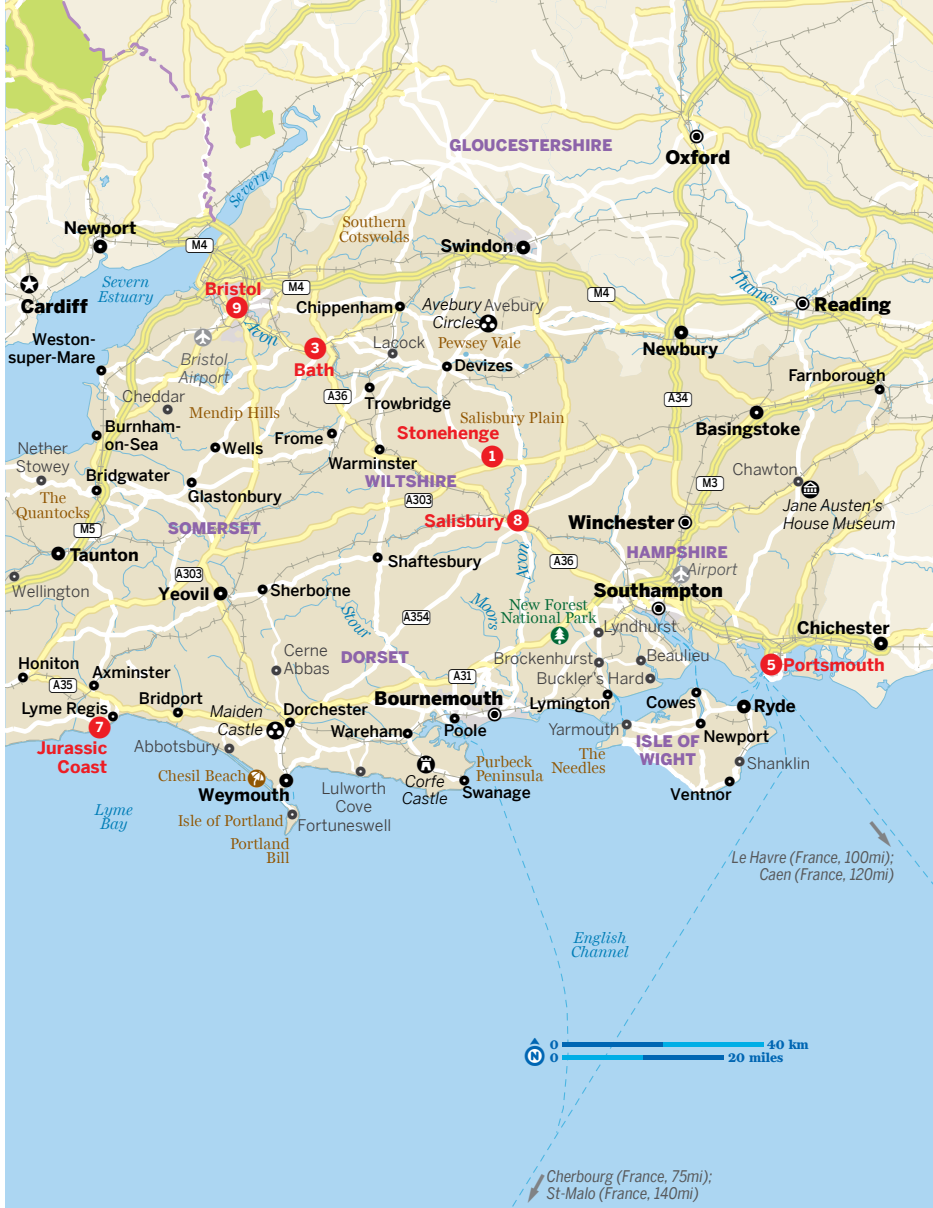 GLOUCESTERSHIRE
Oxford
Severn
Newport
M4
Southern
Cotswolds
Swindon
Severn
Estuary
Cardiff
Bristol
9
M4
M4
Thames
Reading
Chippenham
Avebury
Circles
Avebury
Avon
Weston-
super-Mare
Bristol
Airport
3
Bath
Lacock
Pewsey Vale
Newbury
Devizes
Farnborough
Cheddar
Mendip Hills
A36
Trowbridge
Salisbury Plain
A34
Basingstoke
Burnham-
on-Sea
Wells
Frome
Stonehenge
1
Nether
Stowey
Bridgwater
Warminster
WILTSHIRE
Chawton
M3
Jane Austen's
House Museum
The
Quantocks
Glastonbury
A303
M5
SOMERSET
Salisbury
8
Winchester
Taunton
Shaftesbury
Avon
A36
HAMPSHIRE
Airport
Wellington
A303
Yeovil
Sherborne
Southampton
Stour
A354
Moors
New Forest
National Park
Lyndhurst
Chichester
Honiton
A35
Axminster
Cerne
Abbas
DORSET
A31
Brockenhurst
Beaulieu
Buckler's Hard
5
Portsmouth
Lyme Regis
7
Jurassic
Coast
Bridport
Maiden
Castle
Dorchester
Bournemouth
Lymington
Cowes
Ryde
Abbotsbury
Wareham
Poole
Yarmouth
ISLE OF
WIGHT
Newport
The
Needles
Shanklin
Chesil Beach
Weymouth
Lulworth
Cove
Corfe
Castle
Purbeck
Peninsula
Swanage
Ventnor
Lyme
Bay
Isle of Portland
Fortuneswell
Portland
Bill
Le Havre (France, 100mi);
Caen (France, 120mi)
English
Channel
N
0
40 km
0
20 miles
Cherbourg (France, 75mi);
St-Malo (France, 140mi)